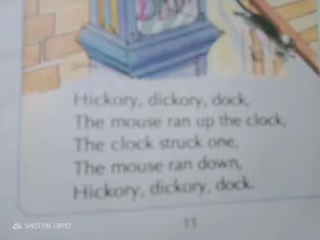 Hickory, dickory, dock,
The mouse ran up the clock,
The clock struck one,
The mouse ran down,
Hickory, dickory, dock.
11
SHOT ON OPPO